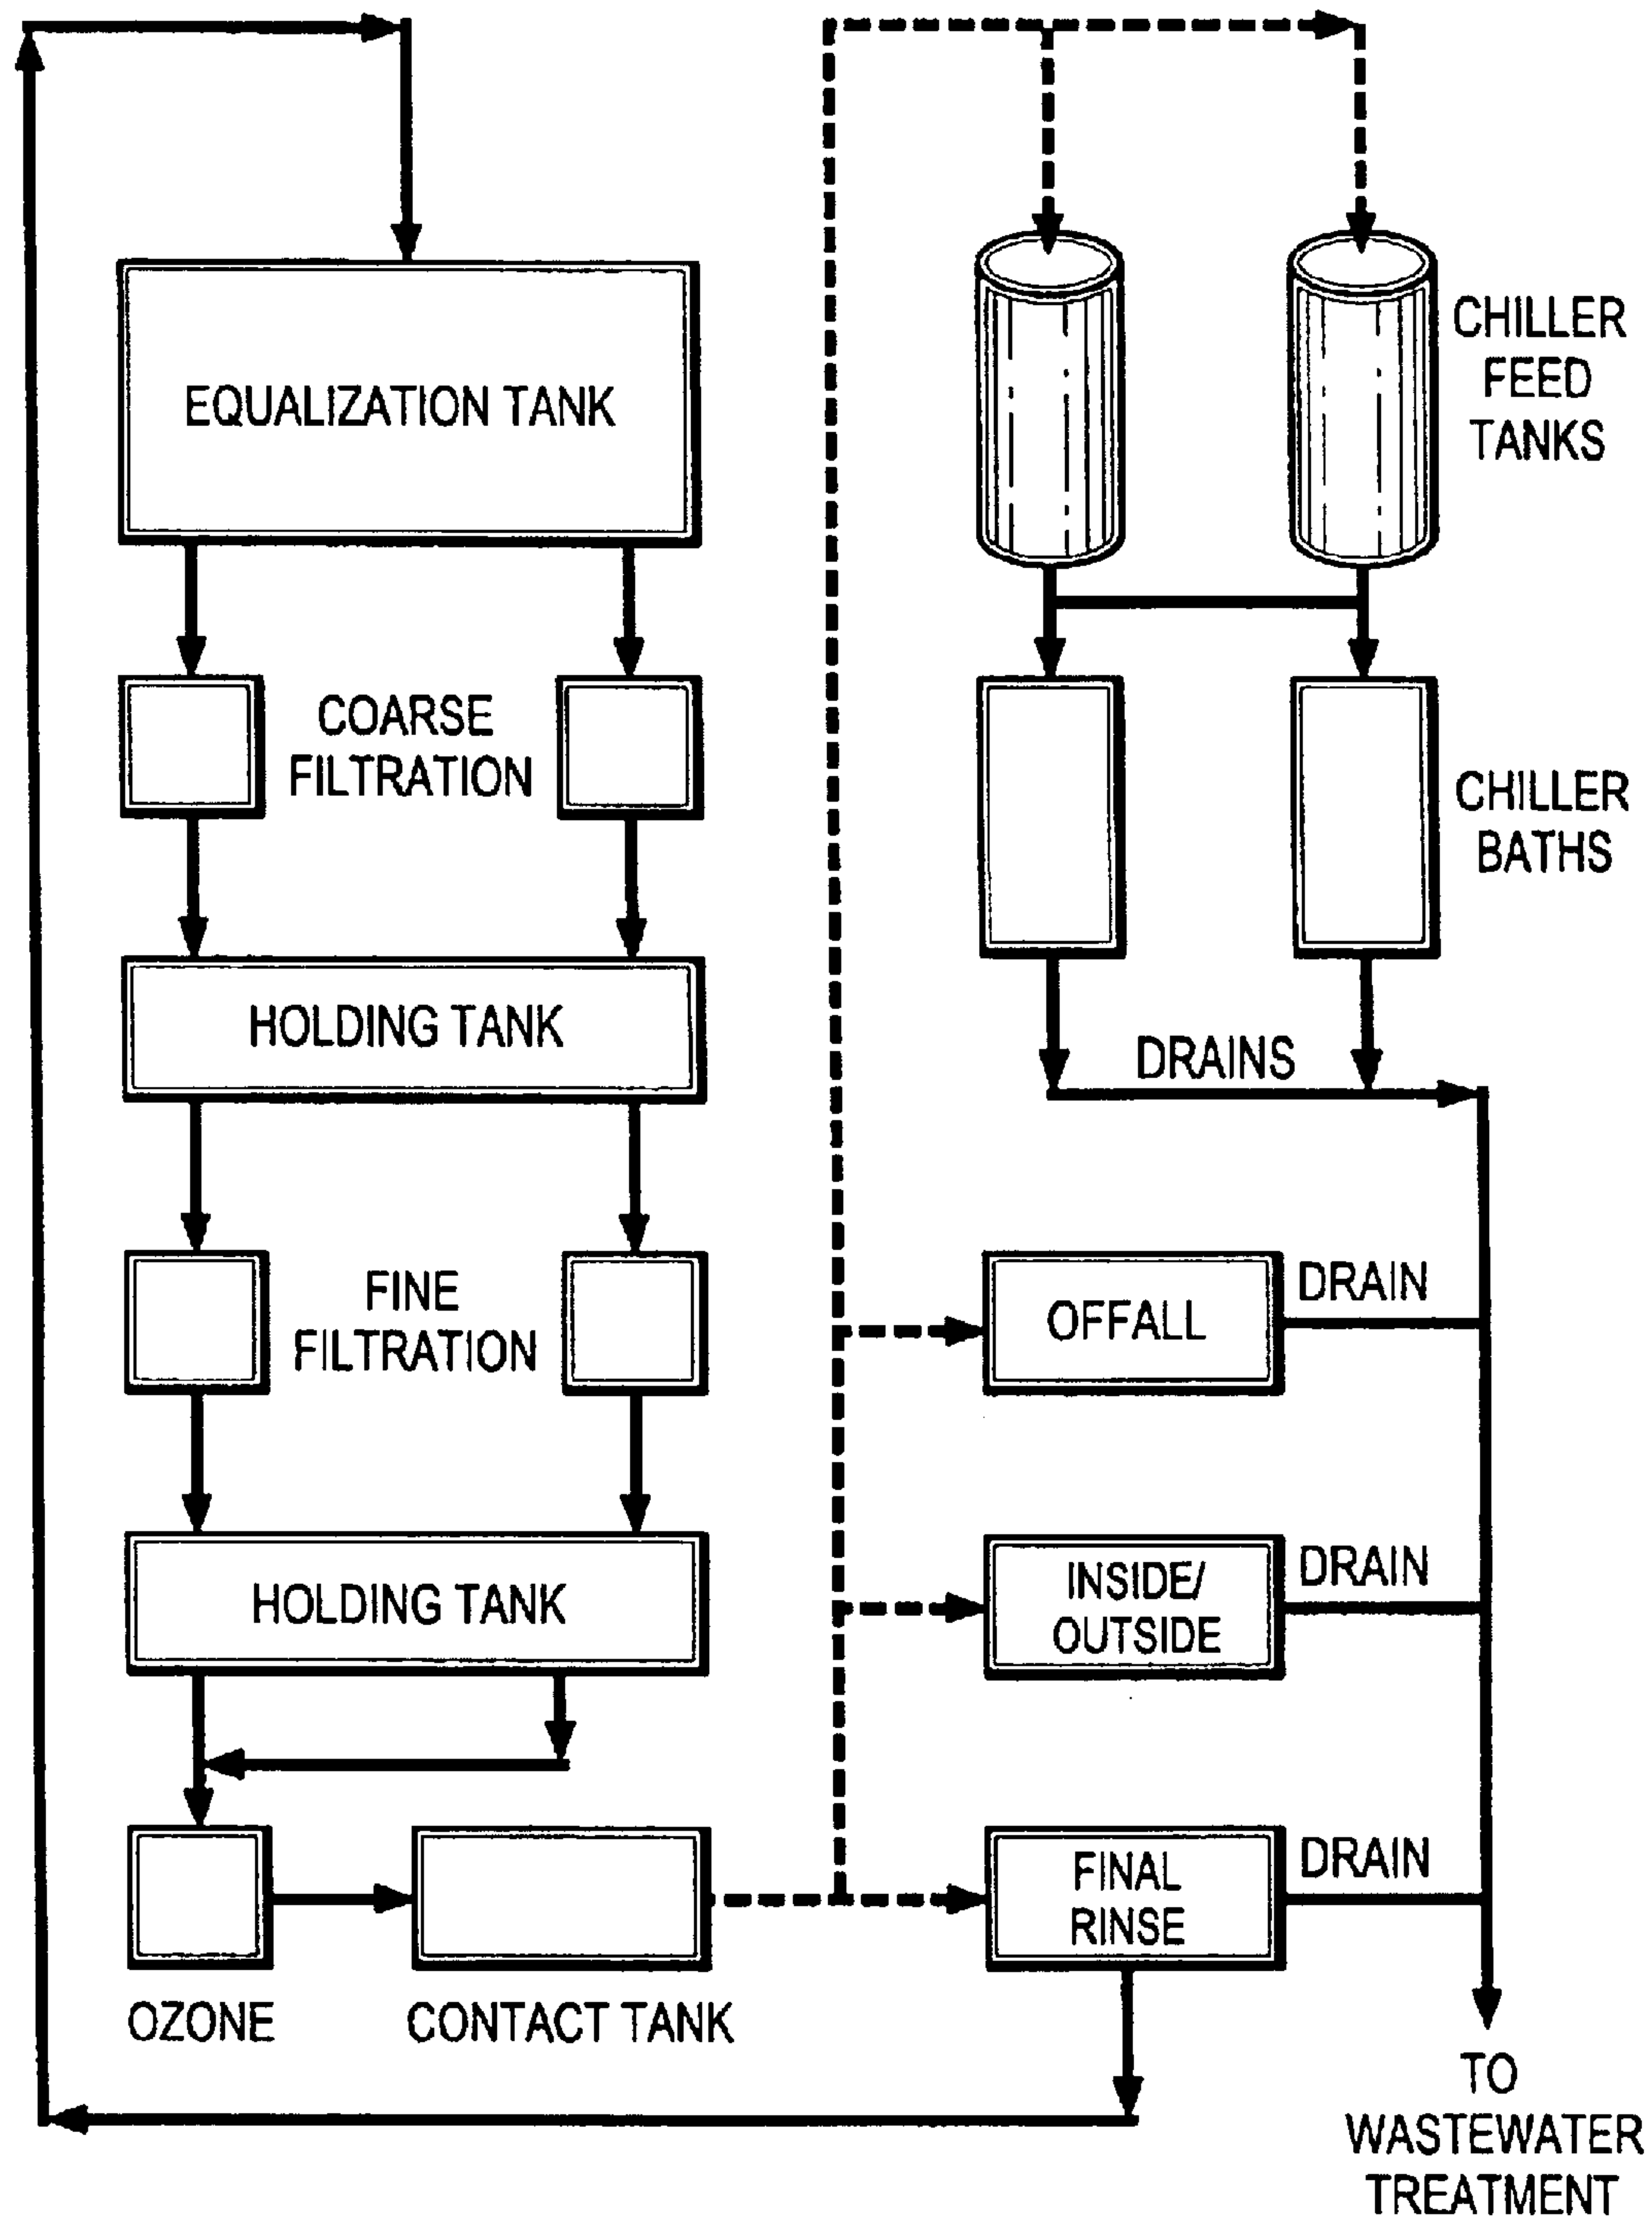 EQUALIZATION TANK
COARSE
FILTRATION
HOLDING TANK
FINE
FILTRATION
HOLDING TANK
OZONE
CONTACT TANK
CHILLER
FEED
TANKS
CHILLER
BATHS
DRAINS
OFFALL
DRAIN
INSIDE/
OUTSIDE
DRAIN
FINAL
RINSE
DRAIN
TO
WASTEWATER
TREATMENT